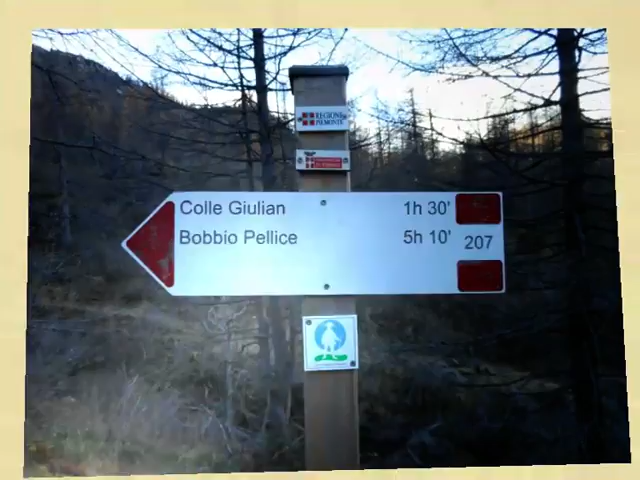 REGIONE
PIEMONTE
Colle Giulian 1h 30'
Bobbio Pellice 5h 10'
207